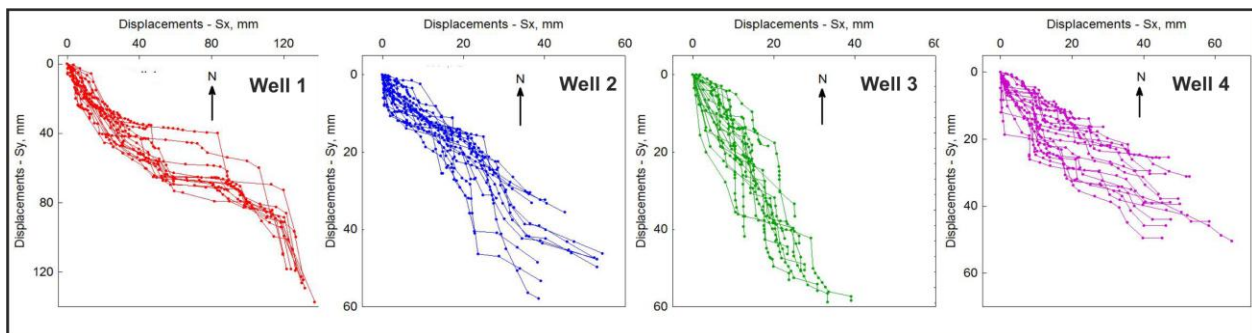 Displacements - Sx, mm
0 40 80 120
Displacements - Sy, mm
0
40
80
120
N
Well 1
Displacements - Sx, mm
0 20 40 60
Displacements - Sy, mm
0
20
40
60
N
Well 2
Displacements - Sx, mm
0 20 40 60
Displacements - Sy, mm
0
20
40
60
N
Well 3
Displacements - Sx, mm
0 20 40 60
Displacements - Sy, mm
0
20
40
60
N
Well 4